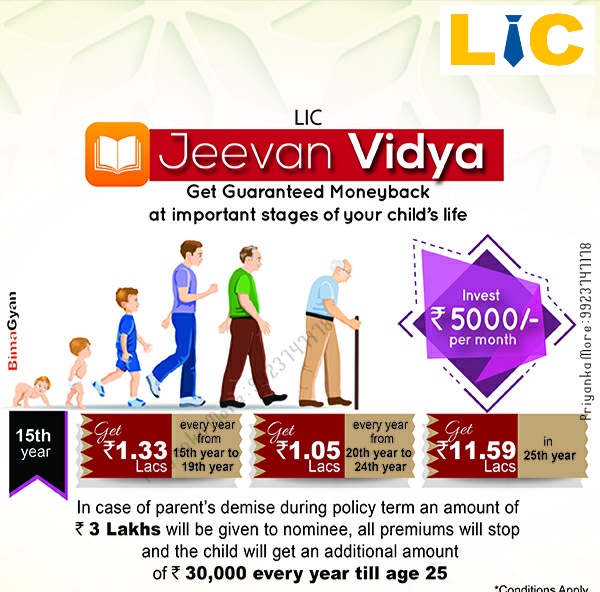 LIC
LIC
Jeevan Vidya
Get Guaranteed Moneyback
at important stages of your child's life
BimaGyan
Priyanka More : 9923747178
Priyanka More : 9923747178
Invest
₹ 5000/-
per month
15th
year
Get
₹1.33
Lacs
every year
from
15th year to
19th year
Get
₹1.05
Lacs
every year
from
20th year to
24th year
Get
₹11.59
Lacs
in
25th year
In case of parent's demise during policy term an amount of
₹ 3 Lakhs will be given to nominee, all premiums will stop
and the child will get an additional amount
of ₹ 30,000 every year till age 25
*Conditions Apply